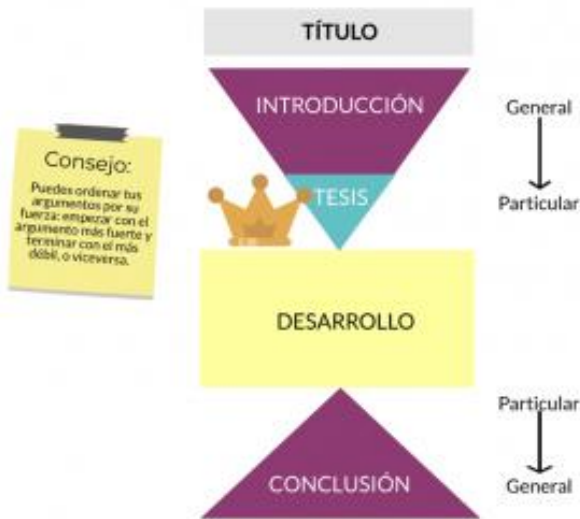 TÍTULO
INTRODUCCIÓN
General
TESIS
Particular
Consejo:
Puedes ordenar tus
argumentos por su
fuerza: empezar con el
argumento más fuerte y
terminar con el más
débil, o viceversa.
DESARROLLO
Particular
CONCLUSIÓN
General